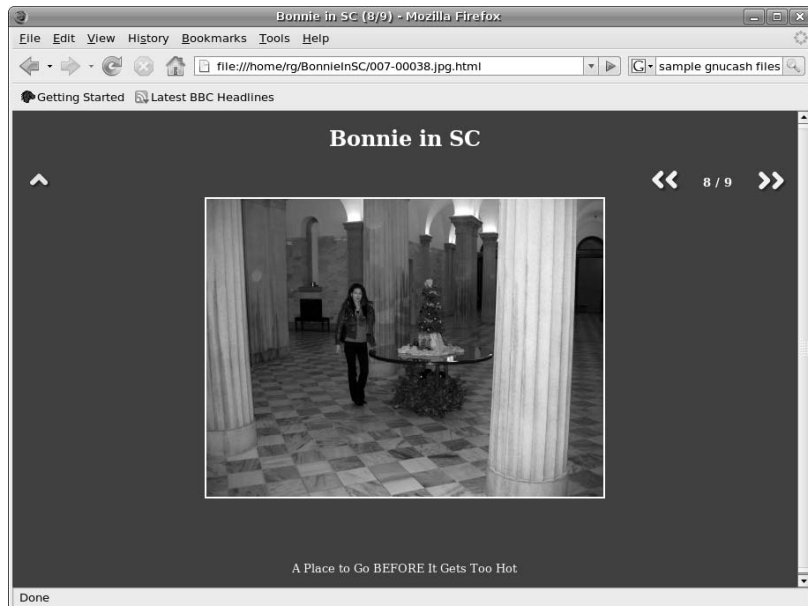 Bonnie in SC (8/9) - Mozilla Firefox
File Edit View History Bookmarks Tools Help
file:///home/rg/BonnieInSC/007-00038.jpg.html
G sample gnucash files
Getting Started Latest BBC Headlines
Bonnie in SC
8 / 9
A Place to Go BEFORE It Gets Too Hot
Done